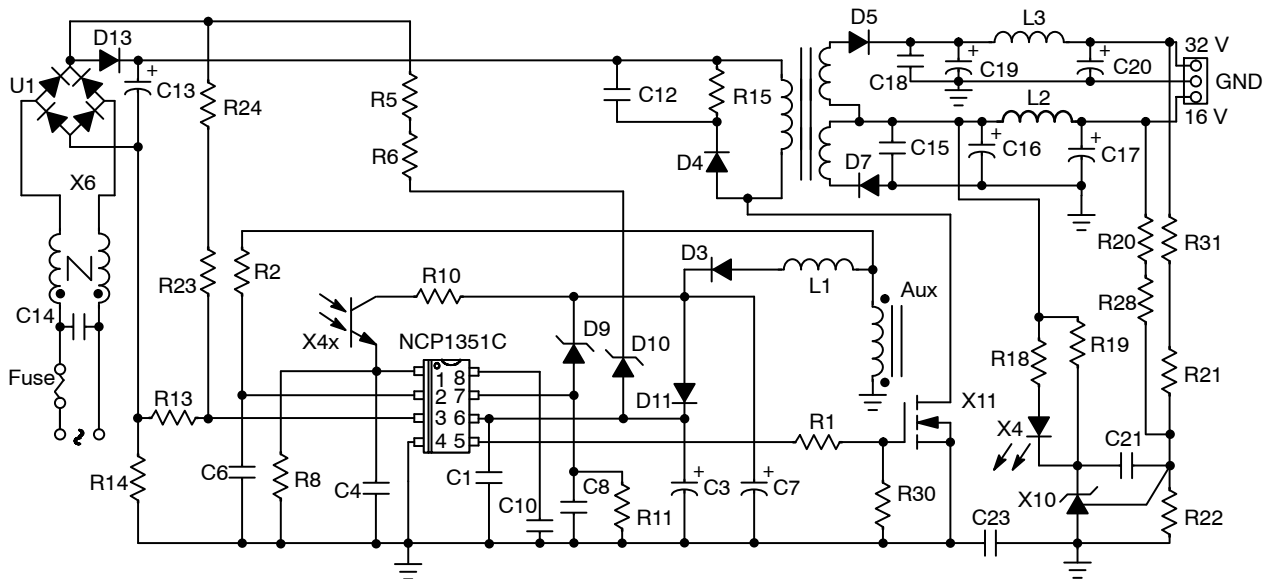 D5
L3
32 V
D13
U1
C13
R24
R5
C12
R15
C18
C19
C20
GND
L2
16 V
R6
D4
D7
C15
C16
C17
X6
R23
R2
D3
L1
R20
R31
R10
Aux
R28
C14
X4x
NCP1351C
D9
D10
R18
R19
Fuse
1 8
2 7
3 6
4 5
D11
R21
R13
R1
X11
X4
C21
R14
C6
R8
C4
C1
C10
C8
R11
+
C3
+
C7
R30
X10
C23
R22